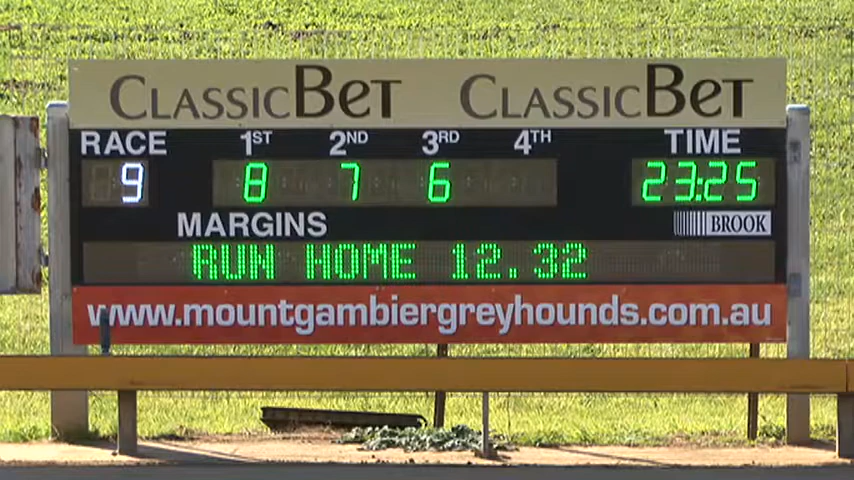 CLASSICBET CLASSICBET
RACE 1ST 2ND 3RD 4TH TIME
9 8 7 6 23:25
MARGINS BROOK
RUN HOME 12.32
www.mountgambiergreyhounds.com.au